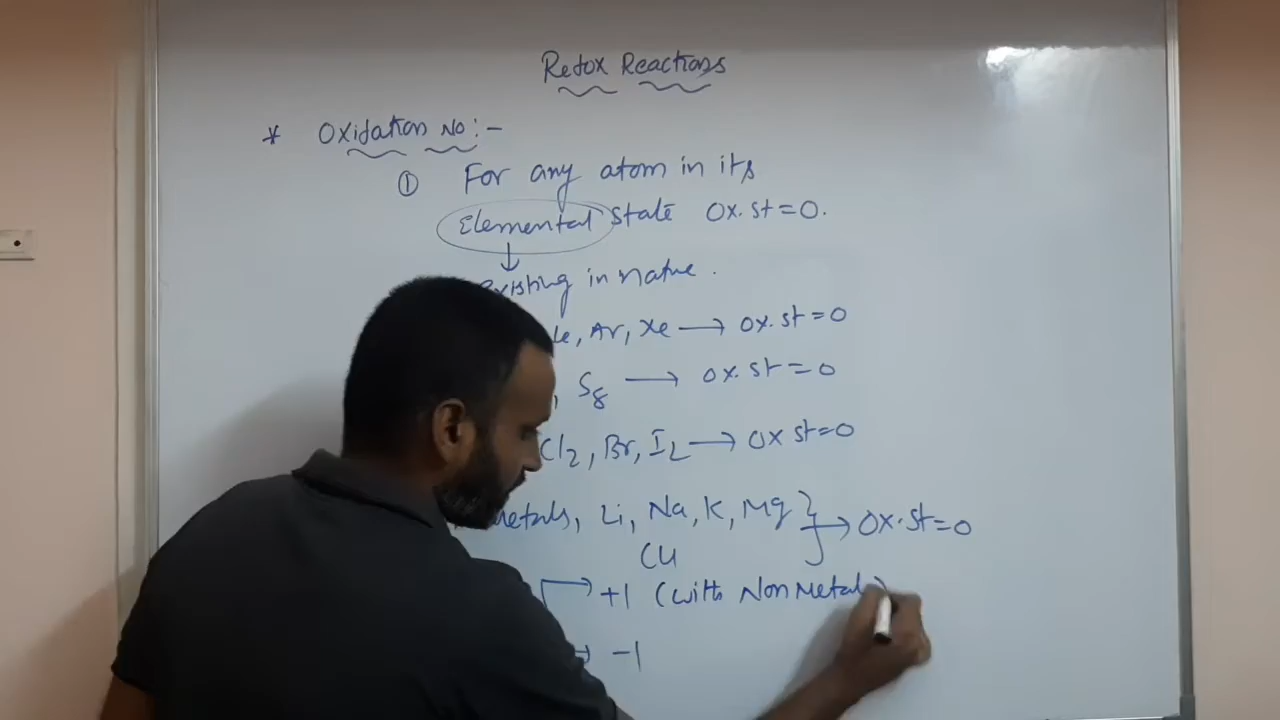 Redox Reactions
* Oxidation No:-
① For any atom in its
Elemental state Ox.st=0.
↓
existing in nature.
, Ar, Xe → Ox.st=0
, S8 → Ox.st=0
Cl2, Br, I2 → Ox st=0
Metals, Li, Na, K, Mg } → Ox.st=0
Cu
→ +1 (with Non Metals)
→ -1